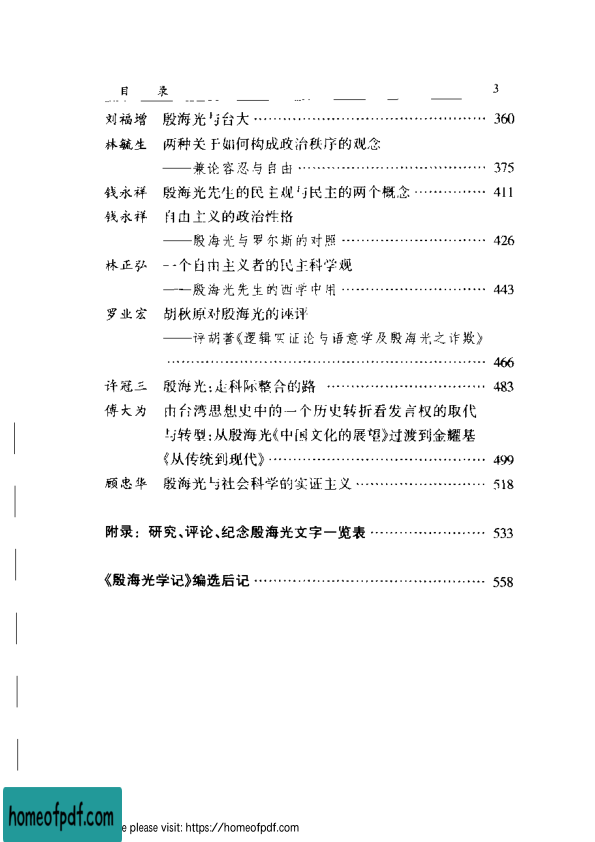 目 录 3
刘福增 殷海光与台大 …………………………………… 360
林毓生 两种关于如何构成政治秩序的观念
——兼论容忍与自由 …………………………… 375
钱永祥 殷海光先生的民主观与民主的两个概念 …………… 411
钱永祥 自由主义的政治性格
——殷海光与罗尔斯的对照 …………………… 426
林正弘 一个自由主义者的民主科学观
——殷海光先生的西学中用 …………………… 443
罗业宏 胡秋原对殷海光的诬评
——评胡著《逻辑实证论与语意学及殷海光之诈欺》
………………………………………………… 466
许冠三 殷海光:走科际整合的路 ………………………… 483
傅大为 由台湾思想史中的一个历史转折看发言权的取代
与转型:从殷海光《中国文化的展望》过渡到金耀基
《从传统到现代》 ………………………………… 499
顾忠华 殷海光与社会科学的实证主义 …………………… 518
附录: 研究、评论、纪念殷海光文字一览表 ………………… 533
《殷海光学记》编选后记 …………………………………… 558
homeofpdf.com
e please visit: https://homeofpdf.com